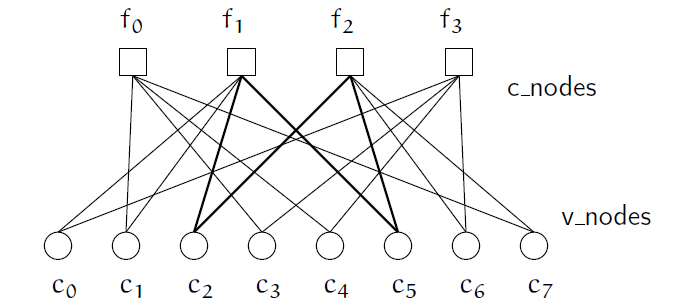 f₀ f₁ f₂ f₃
c_nodes
v_nodes
c₀ c₁ c₂ c₃ c₄ c₅ c₆ c₇